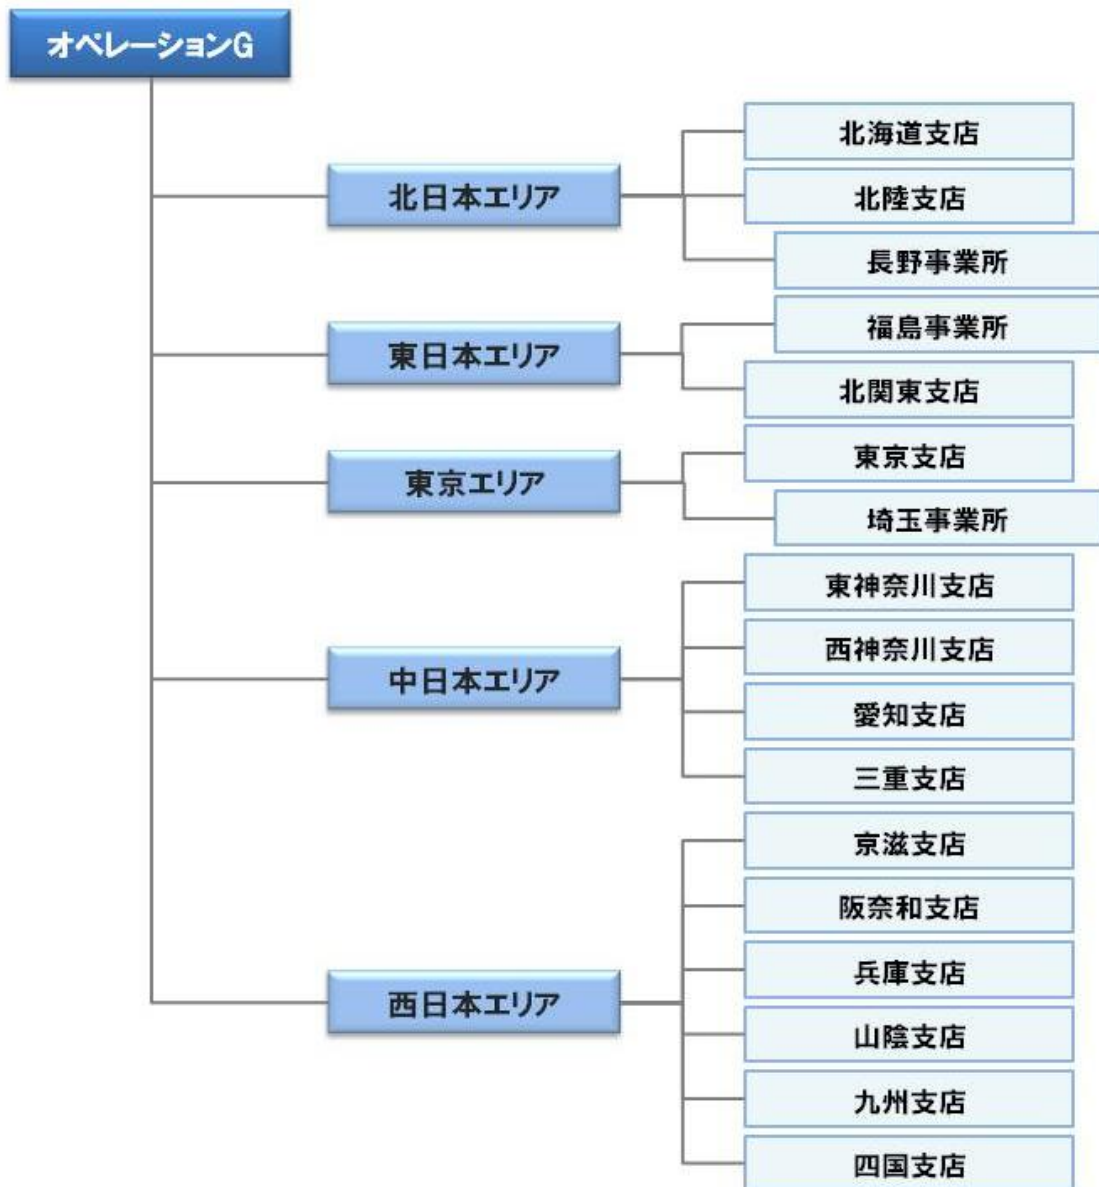 オペレーションG
北日本エリア
北海道支店
北陸支店
長野事業所
東日本エリア
福島事業所
北関東支店
東京エリア
東京支店
埼玉事業所
中日本エリア
東神奈川支店
西神奈川支店
愛知支店
三重支店
西日本エリア
京滋支店
阪奈和支店
兵庫支店
山陰支店
九州支店
四国支店